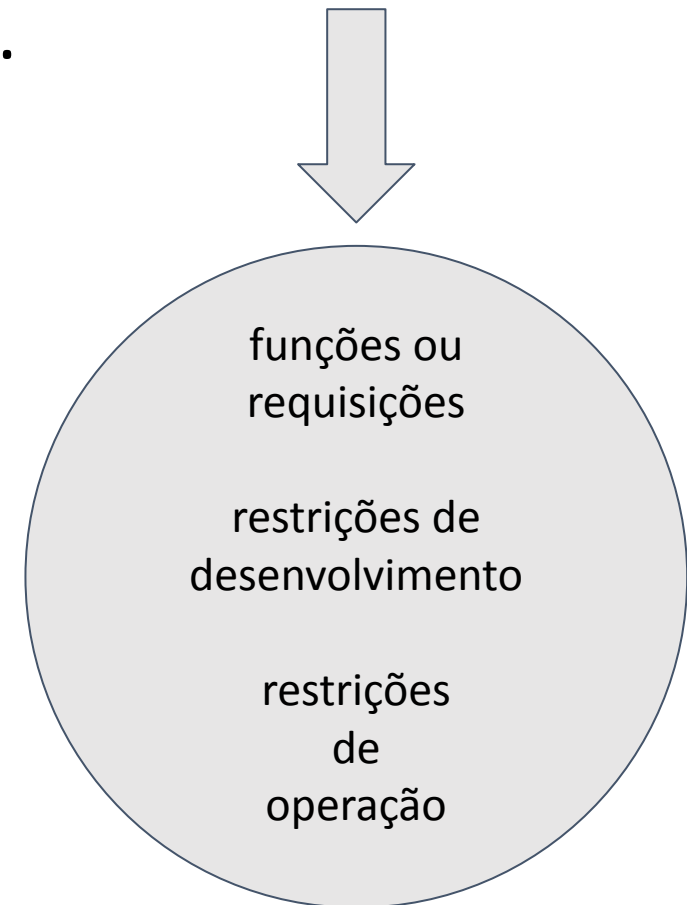 .
funções ou
requisições
restrições de
desenvolvimento
restrições
de
operação